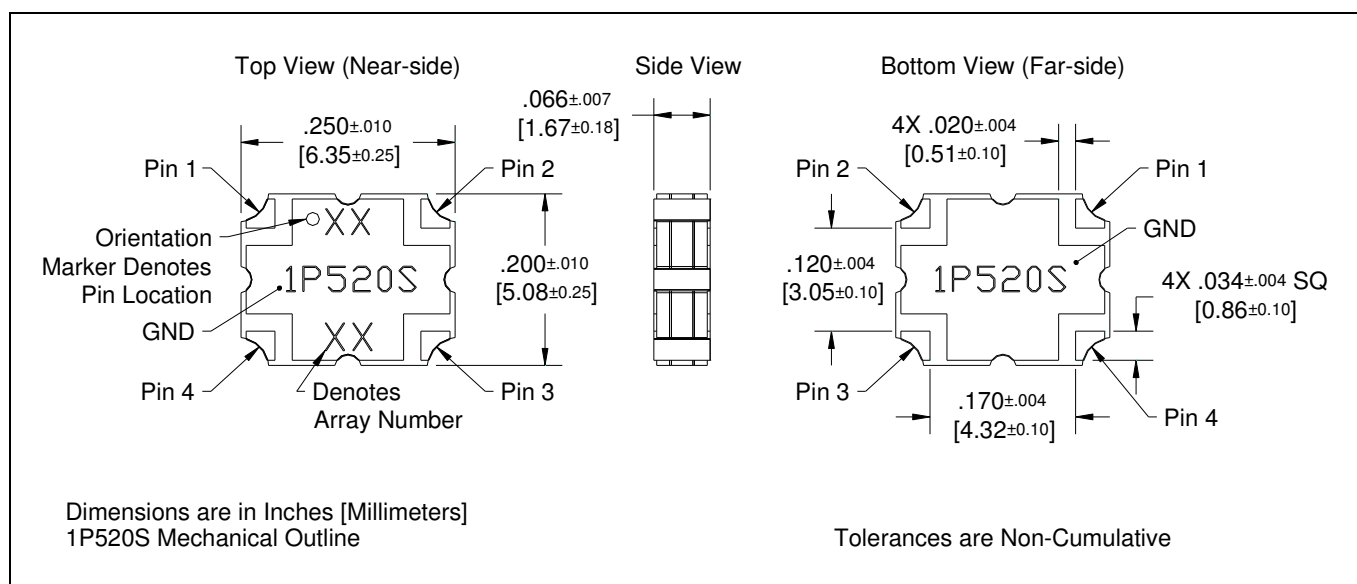 Top View (Near-side)
Side View
Bottom View (Far-side)
.250±.010
[6.35±0.25]
.066±.007
[1.67±0.18]
4X .020±.004
[0.51±0.10]
Pin 1
Pin 2
Pin 2
Pin 1
XX
Orientation
Marker Denotes
Pin Location
GND
1P520S
.200±.010
[5.08±0.25]
.120±.004
[3.05±0.10]
1P520S
GND
4X .034±.004 SQ
[0.86±0.10]
XX
Pin 4
Pin 3
Denotes
Array Number
Pin 3
.170±.004
[4.32±0.10]
Pin 4
Dimensions are in Inches [Millimeters]
1P520S Mechanical Outline
Tolerances are Non-Cumulative